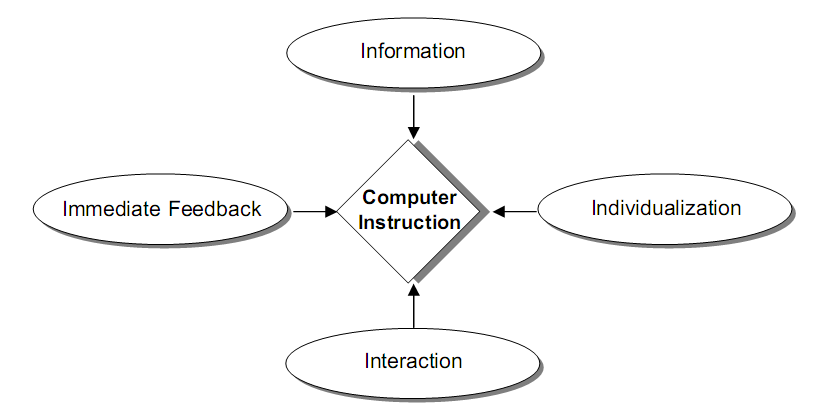 Information
Immediate Feedback
Computer
Instruction
Individualization
Interaction